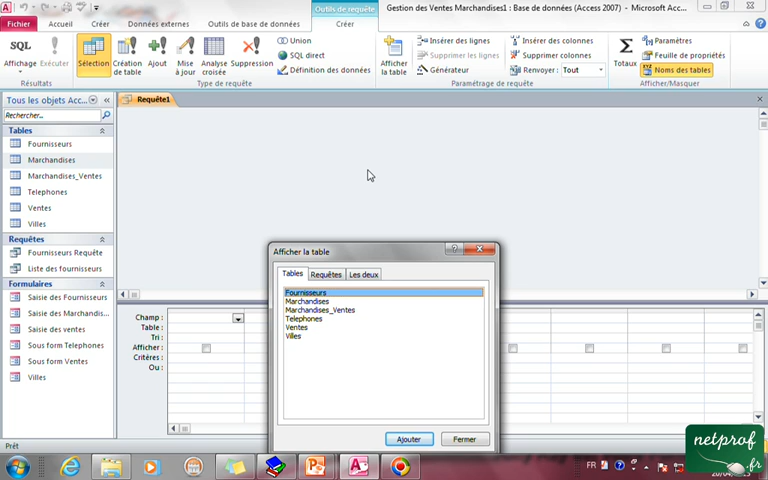 Outils de requête
Gestion des Ventes Marchandises1 : Base de données (Access 2007) - Microsoft Acc...
Fichier Accueil Créer Données externes Outils de base de données Créer
SQL
Affichage
Exécuter
Sélection
Création de table
Ajout
Mise à jour
Analyse croisée
Suppression
Union
SQL direct
Définition des données
Afficher la table
Insérer des lignes
Supprimer les lignes
Générateur
Insérer des colonnes
Supprimer colonnes
Renvoyer : Tout
Totaux
Paramètres
Feuille de propriétés
Noms des tables
Résultats Type de requête Paramétrage de requête Afficher/Masquer
Tous les objets Acc...
Rechercher...
Tables
Fournisseurs
Marchandises
Marchandises_Ventes
Telephones
Ventes
Villes
Requêtes
Fournisseurs Requête
Liste des fournisseurs
Formulaires
Saisie des Fournisseurs
Saisie des Marchandis...
Saisie des ventes
Sous form Telephones
Sous form Ventes
Villes
Requête1
Afficher la table
Tables Requêtes Les deux
Fournisseurs
Marchandises
Marchandises_Ventes
Telephones
Ventes
Villes
Ajouter Fermer
Champ :
Table :
Tri :
Afficher :
Critères :
Ou :
Prêt
FR
netprof
.fr